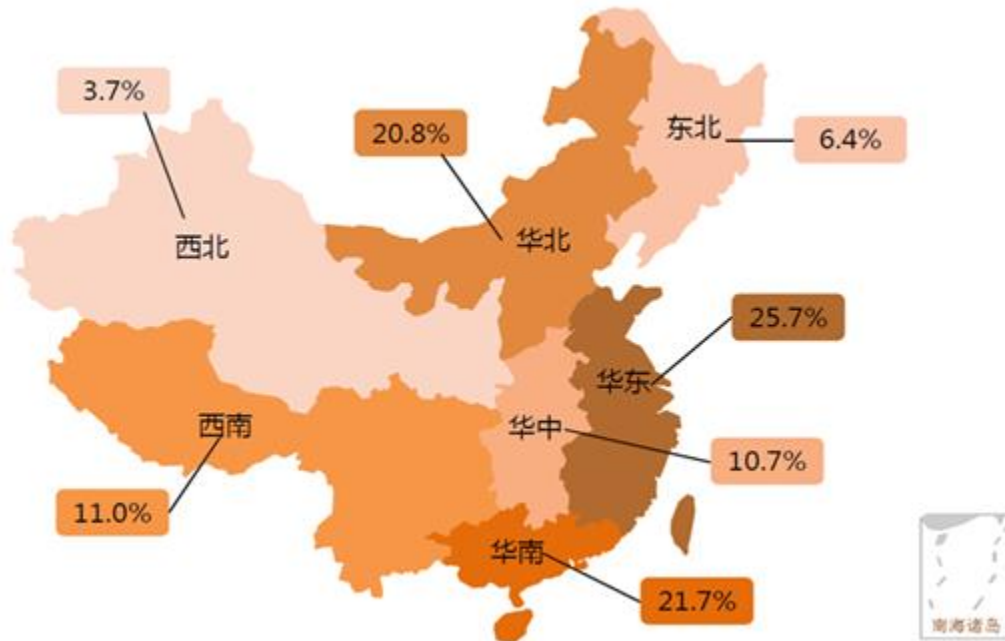 3.7%
20.8%
东北
6.4%
西北
华北
25.7%
华东
西南
华中
10.7%
11.0%
华南
21.7%
南海诸岛